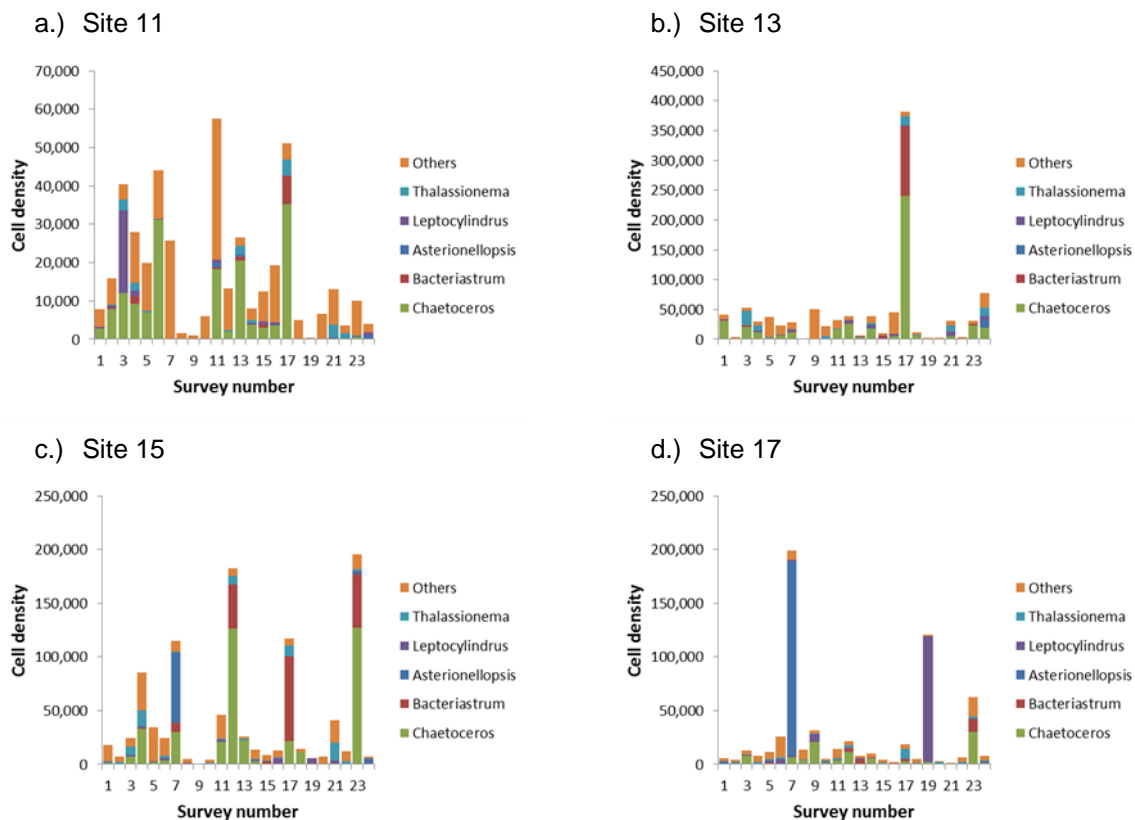 a.) Site 11
70,000
60,000
50,000
40,000
30,000
20,000
10,000
0
Cell density
1 3 5 7 9 11 13 15 17 19 21 23
Survey number
Others
Thalassionema
Leptocylindrus
Asterionellopsis
Bacteriastrum
Chaetoceros
b.) Site 13
450,000
400,000
350,000
300,000
250,000
200,000
150,000
100,000
50,000
0
Cell density
1 3 5 7 9 11 13 15 17 19 21 23
Survey number
Others
Thalassionema
Leptocylindrus
Asterionellopsis
Bacteriastrum
Chaetoceros
c.) Site 15
250,000
200,000
150,000
100,000
50,000
0
Cell density
1 3 5 7 9 11 13 15 17 19 21 23
Survey number
Others
Thalassionema
Leptocylindrus
Asterionellopsis
Bacteriastrum
Chaetoceros
d.) Site 17
250,000
200,000
150,000
100,000
50,000
0
Cell density
1 3 5 7 9 11 13 15 17 19 21 23
Survey number
Others
Thalassionema
Leptocylindrus
Asterionellopsis
Bacteriastrum
Chaetoceros